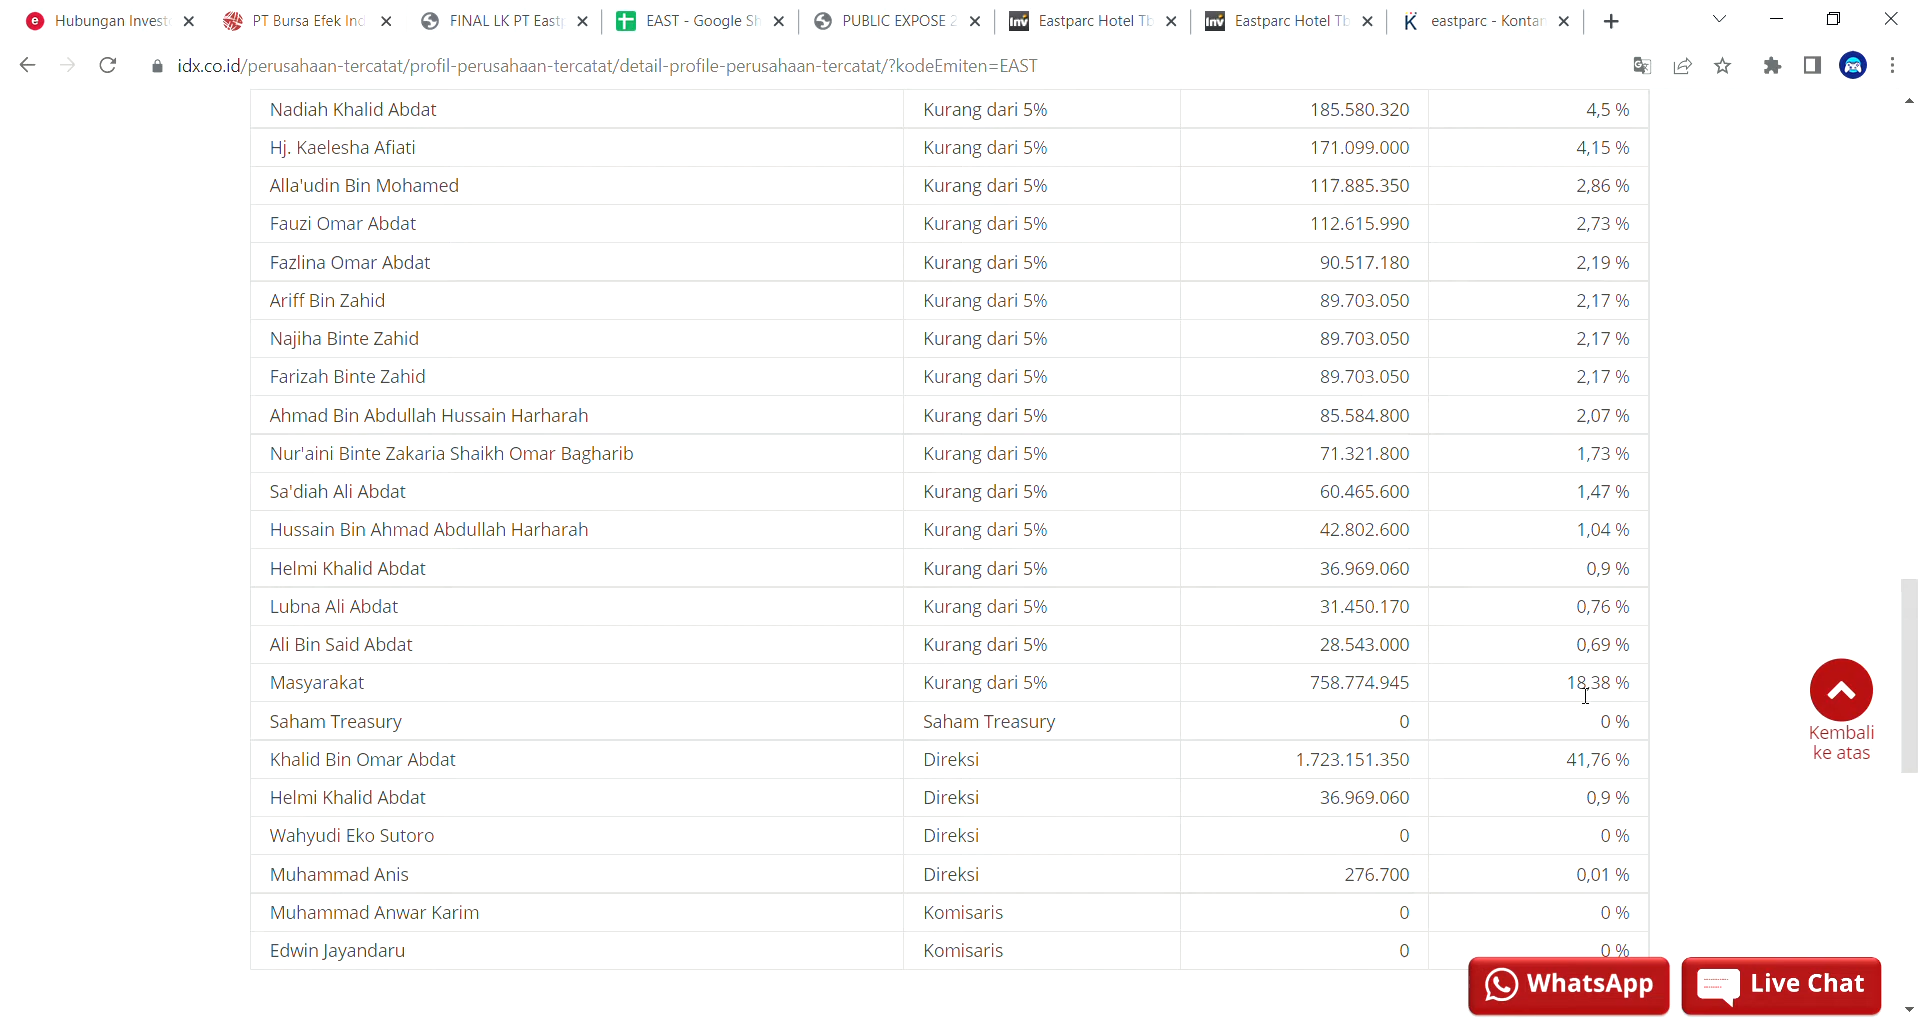 Hubungan Invest
PT Bursa Efek Ind
FINAL LK PT East
EAST - Google Sh
PUBLIC EXPOSE 2
Inv Eastparc Hotel Tb
Inv Eastparc Hotel Tb
eastparc - Kontan
idx.co.id/perusahaan-tercatat/profil-perusahaan-tercatat/detail-profile-perusahaan-tercatat/?kodeEmiten=EAST
Nadiah Khalid Abdat Kurang dari 5% 185.580.320 4,5 %
Hj. Kaelesha Afiati Kurang dari 5% 171.099.000 4,15 %
Alla'udin Bin Mohamed Kurang dari 5% 117.885.350 2,86 %
Fauzi Omar Abdat Kurang dari 5% 112.615.990 2,73 %
Fazlina Omar Abdat Kurang dari 5% 90.517.180 2,19 %
Ariff Bin Zahid Kurang dari 5% 89.703.050 2,17 %
Najiha Binte Zahid Kurang dari 5% 89.703.050 2,17 %
Farizah Binte Zahid Kurang dari 5% 89.703.050 2,17 %
Ahmad Bin Abdullah Hussain Harharah Kurang dari 5% 85.584.800 2,07 %
Nur'aini Binte Zakaria Shaikh Omar Bagharib Kurang dari 5% 71.321.800 1,73 %
Sa'diah Ali Abdat Kurang dari 5% 60.465.600 1,47 %
Hussain Bin Ahmad Abdullah Harharah Kurang dari 5% 42.802.600 1,04 %
Helmi Khalid Abdat Kurang dari 5% 36.969.060 0,9 %
Lubna Ali Abdat Kurang dari 5% 31.450.170 0,76 %
Ali Bin Said Abdat Kurang dari 5% 28.543.000 0,69 %
Masyarakat Kurang dari 5% 758.774.945 18,38 %
Saham Treasury Saham Treasury 0 0 %
Khalid Bin Omar Abdat Direksi 1.723.151.350 41,76 %
Helmi Khalid Abdat Direksi 36.969.060 0,9 %
Wahyudi Eko Sutoro Direksi 0 0 %
Muhammad Anis Direksi 276.700 0,01 %
Muhammad Anwar Karim Komisaris 0 0 %
Edwin Jayandaru Komisaris 0 0 %
Kembali
ke atas
WhatsApp
Live Chat